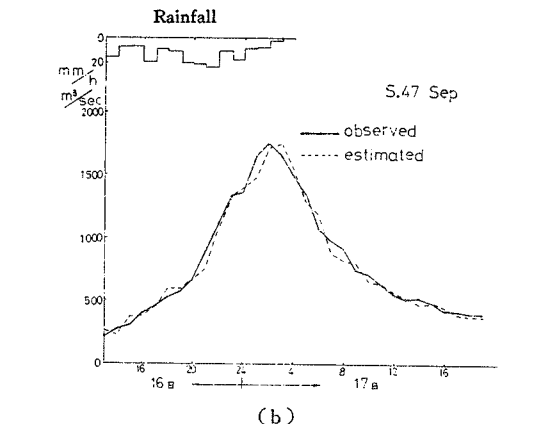 Rainfall
0
20
mm/h
m³/sec
S.47 Sep
2000
observed
estimated
1500
1000
500
0
16 20 24 4 8 12 16
16日 17日
(b)